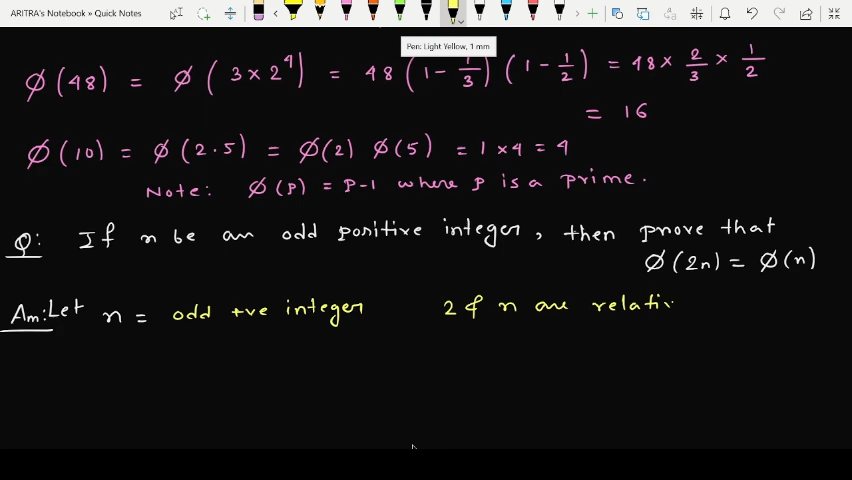 ARITRA's Notebook » Quick Notes
Pen: Light Yellow, 1 mm
ø(48) = ø(3 × 2⁴) = 48 (1 - 1/3) (1 - 1/2) = 48 × 2/3 × 1/2
= 16
ø(10) = ø(2·5) = ø(2) ø(5) = 1 × 4 = 4
Note: ø(p) = p-1 where p is a prime.
Q: If n be an odd positive integer, then prove that
ø(2n) = ø(n)
Ans: Let n = odd +ve integer 2 & n are relativ